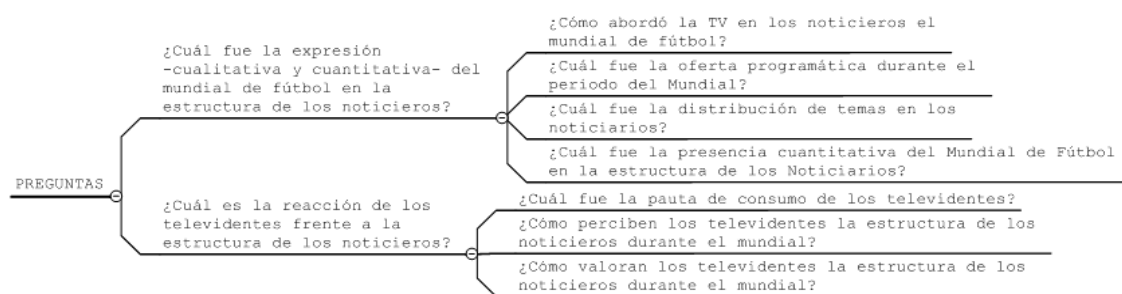 PREGUNTAS
¿Cuál fue la expresión
-cualitativa y cuantitativa- del
mundial de fútbol en la
estructura de los noticieros?
¿Cómo abordó la TV en los noticieros el
mundial de fútbol?
¿Cuál fue la oferta programática durante el
periodo del Mundial?
¿Cuál fue la distribución de temas en los
noticiarios?
¿Cuál fue la presencia cuantitativa del Mundial de Fútbol
en la estructura de los Noticiarios?
¿Cuál es la reacción de los
televidentes frente a la
estructura de los noticieros?
¿Cuál fue la pauta de consumo de los televidentes?
¿Cómo perciben los televidentes la estructura de los
noticieros durante el mundial?
¿Cómo valoran los televidentes la estructura de los
noticieros durante el mundial?